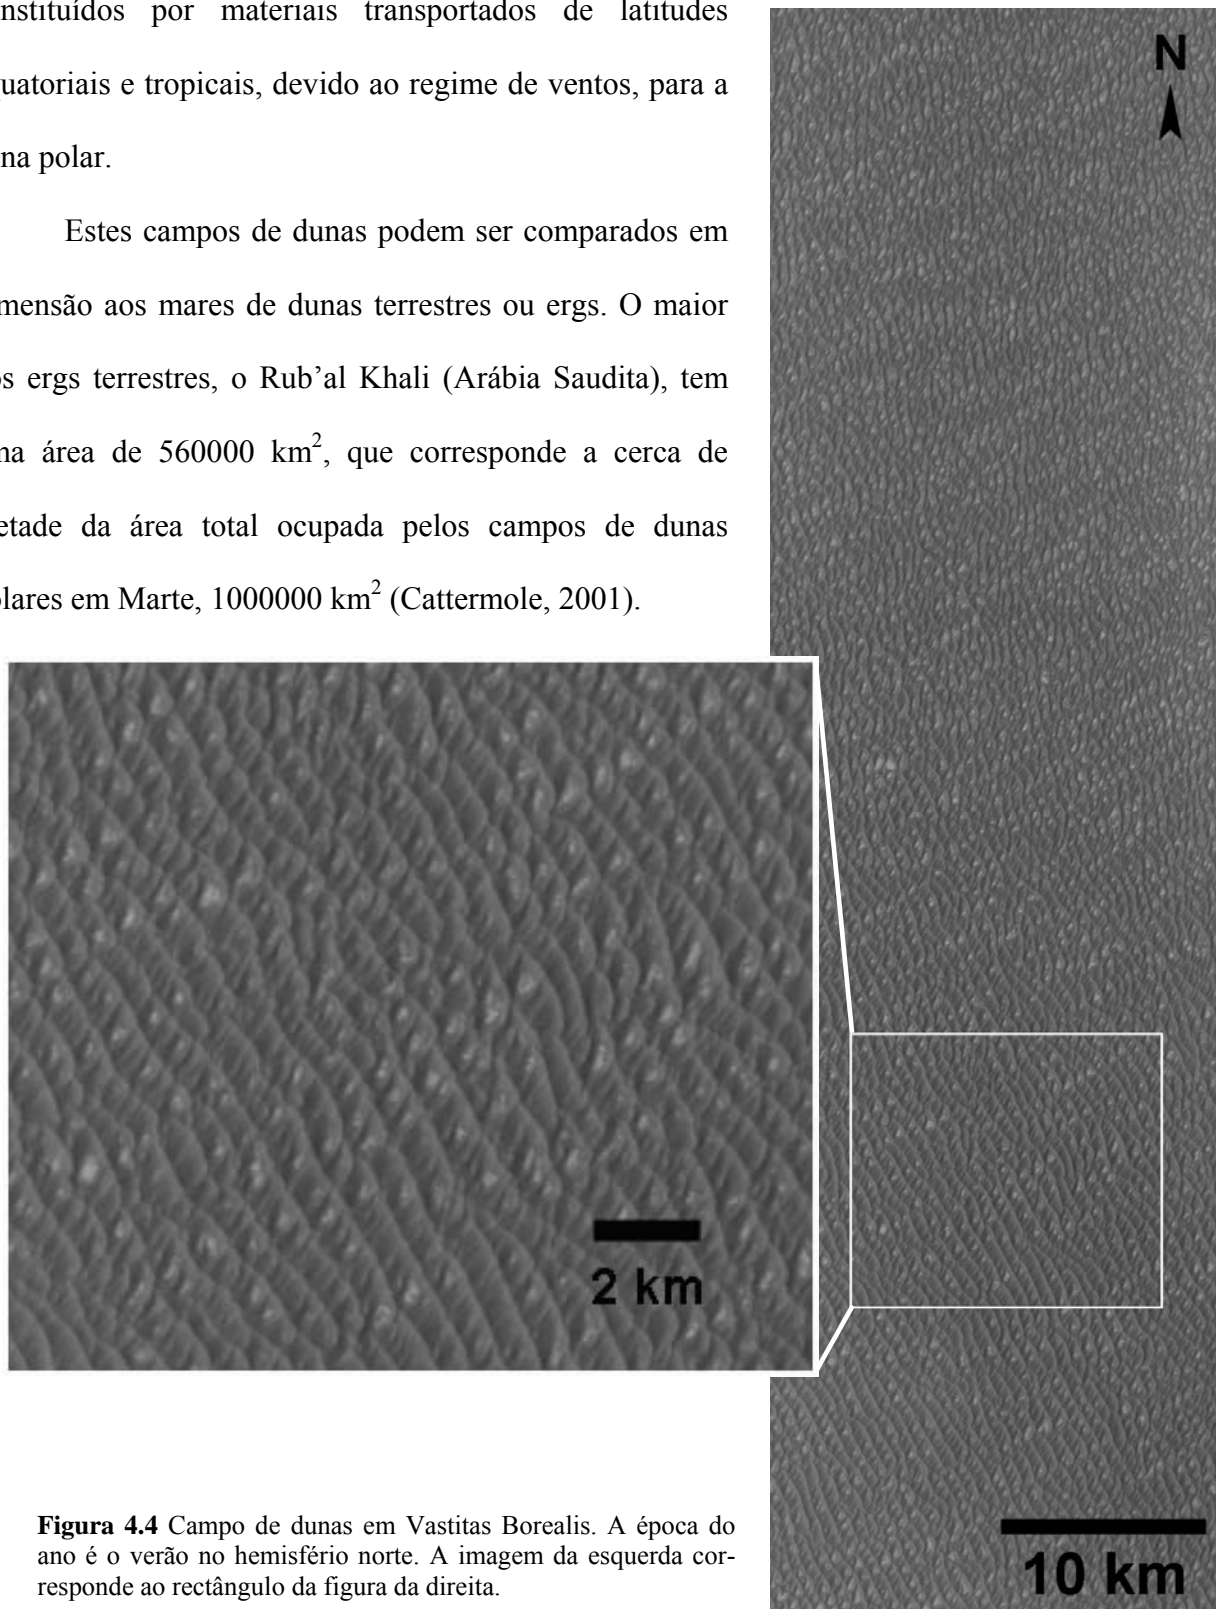 nstituídos por materiais transportados de latitudes
quatoriais e tropicais, devido ao regime de ventos, para a
na polar.
Estes campos de dunas podem ser comparados em
mensão aos mares de dunas terrestres ou ergs. O maior
os ergs terrestres, o Rub’al Khali (Arábia Saudita), tem
ma área de 560000 km², que corresponde a cerca de
etade da área total ocupada pelos campos de dunas
olares em Marte, 1000000 km² (Cattermole, 2001).
N
2 km
10 km
Figura 4.4 Campo de dunas em Vastitas Borealis. A época do
ano é o verão no hemisfério norte. A imagem da esquerda cor-
responde ao rectângulo da figura da direita.